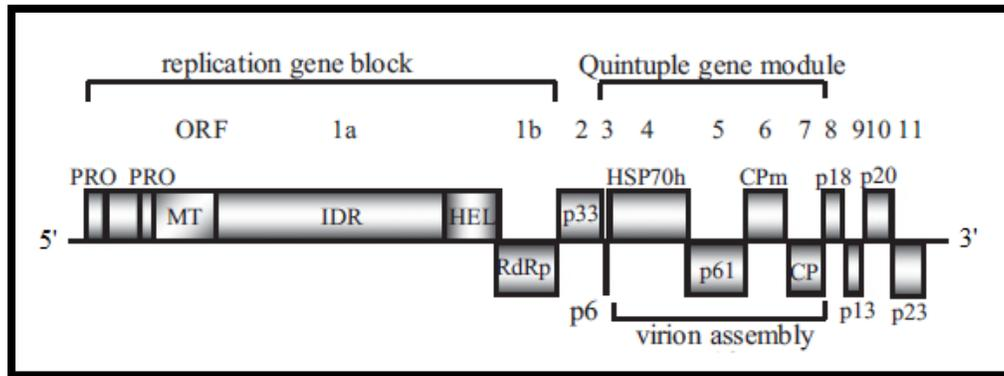 replication gene block Quintuple gene module
ORF 1a 1b 2 3 4 5 6 7 8 9 10 11
PRO PRO HSP70h CPm p18 p20
MT IDR HEL p33
5' 3'
RdRp p61 CP
p6 p13 p23
virion assembly